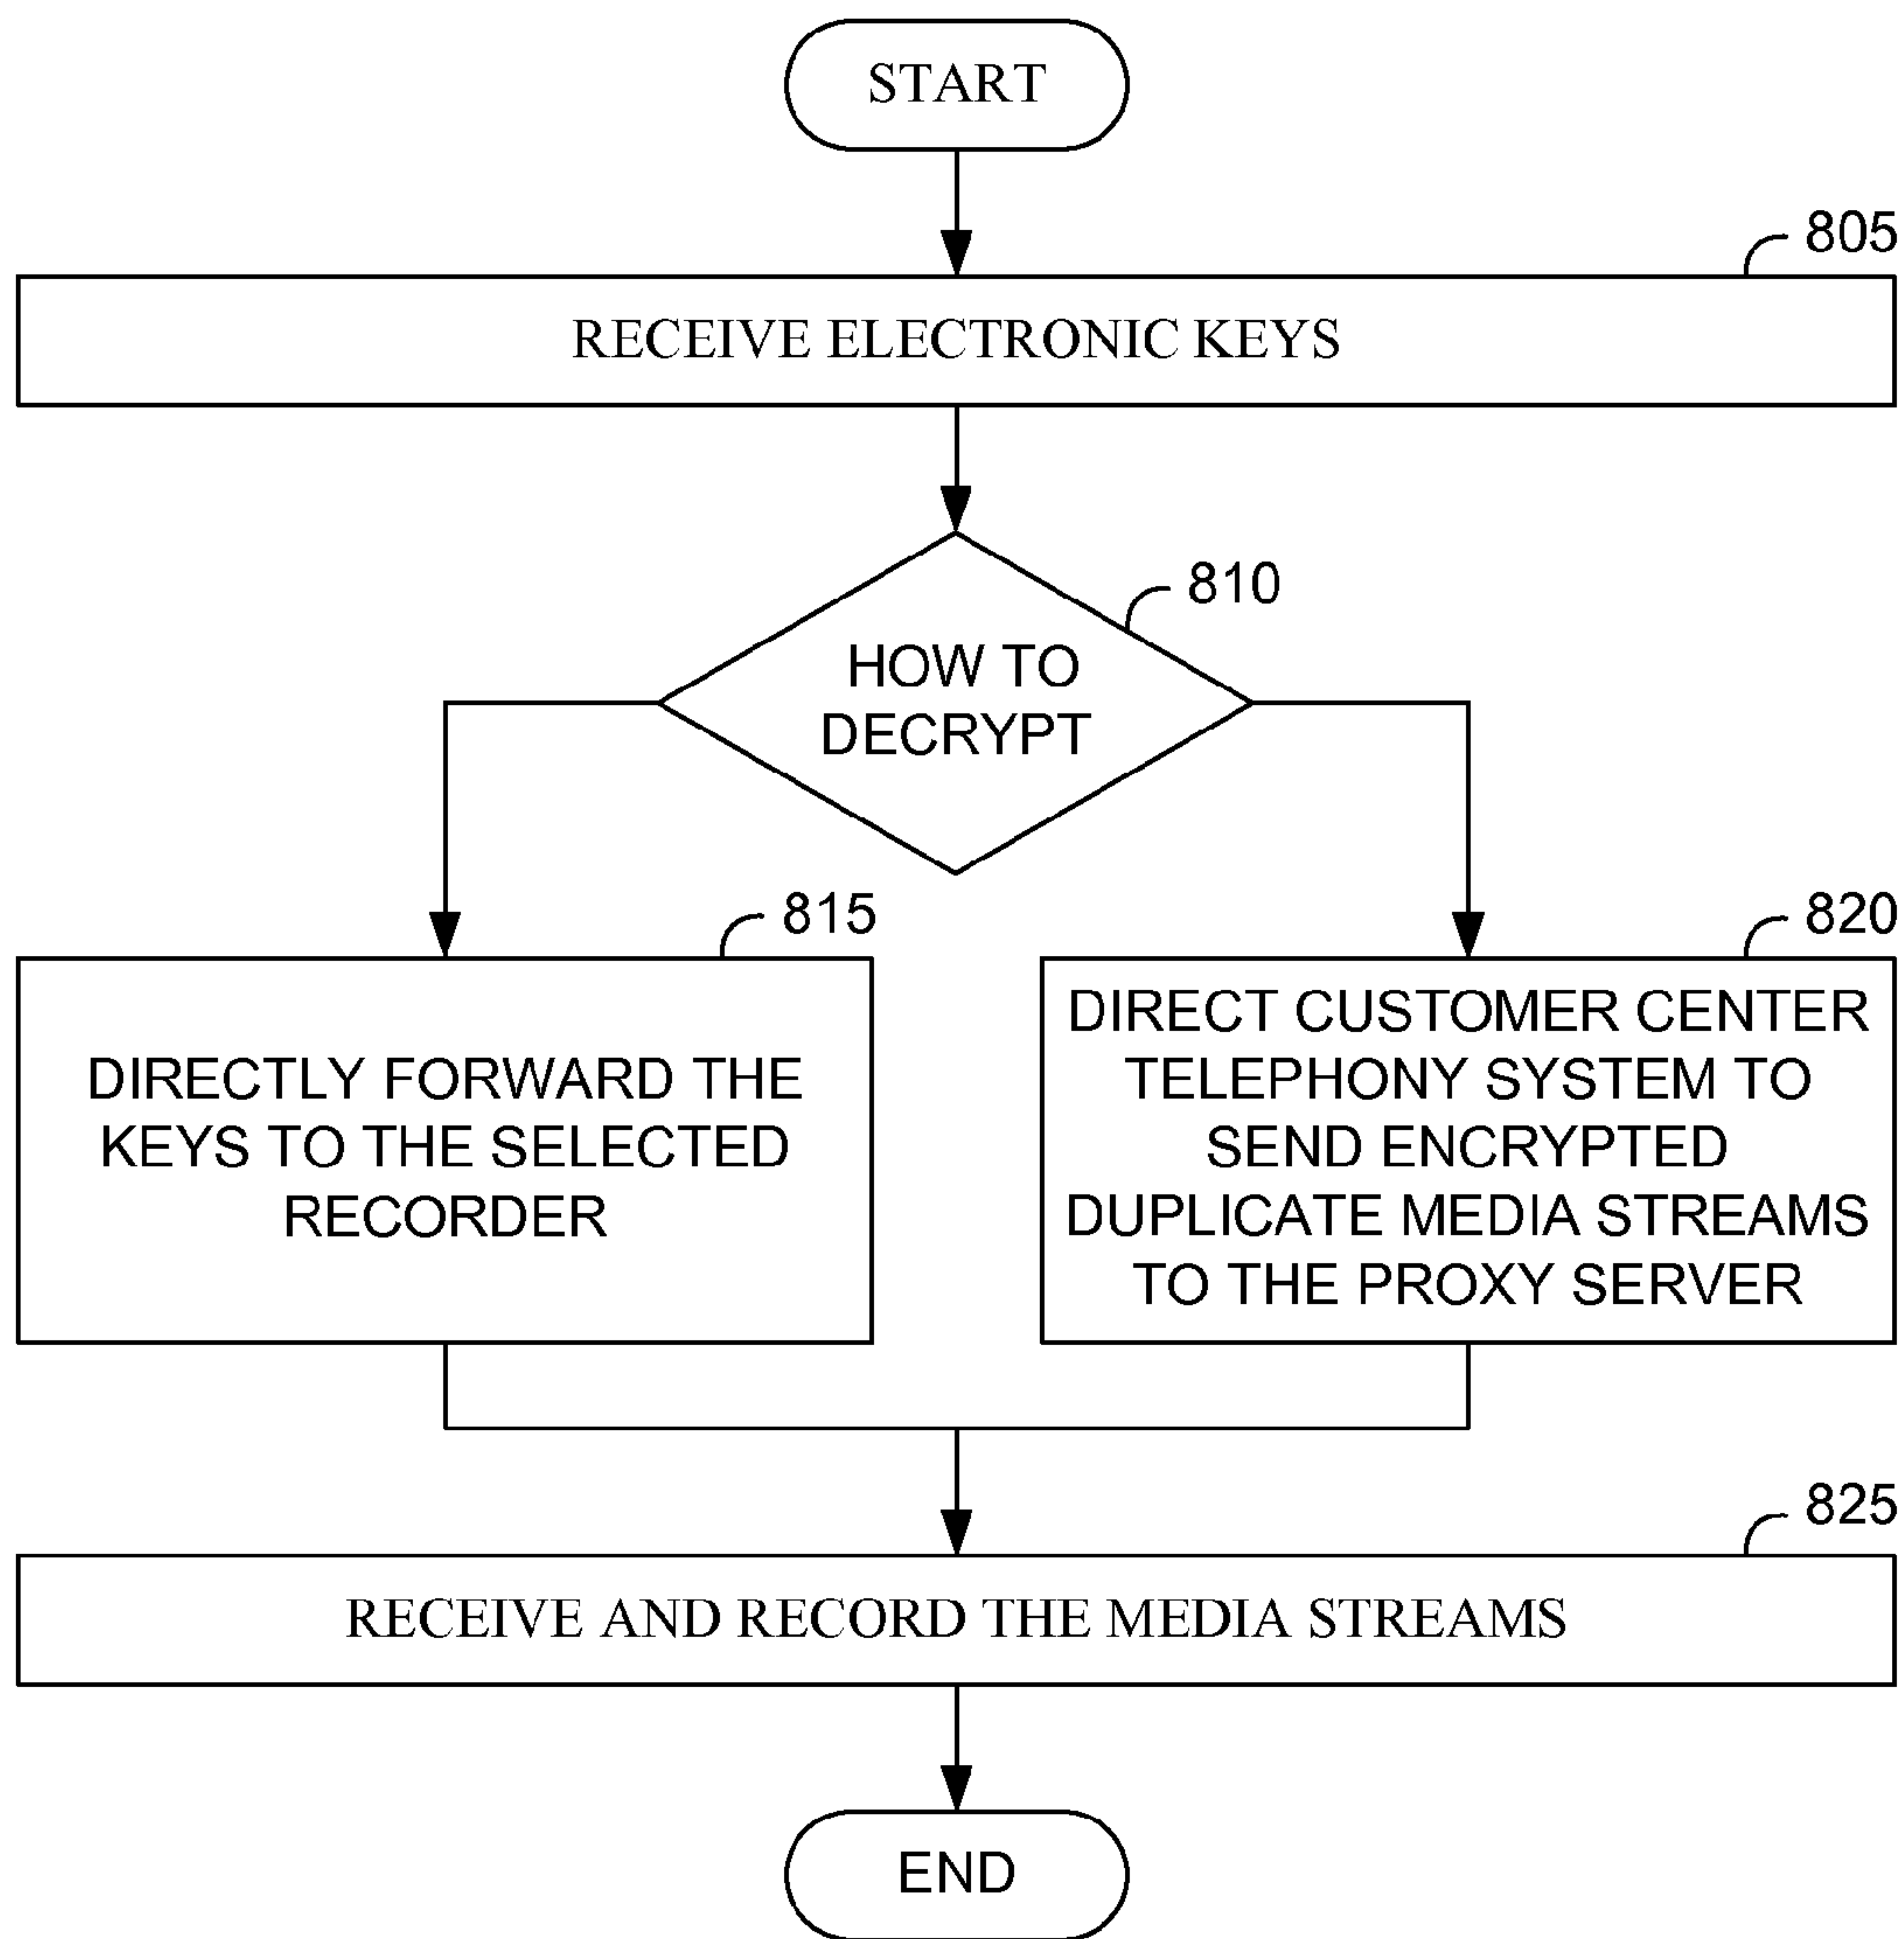 START
805
RECEIVE ELECTRONIC KEYS
810
HOW TO
DECRYPT
815
DIRECTLY FORWARD THE
KEYS TO THE SELECTED
RECORDER
820
DIRECT CUSTOMER CENTER
TELEPHONY SYSTEM TO
SEND ENCRYPTED
DUPLICATE MEDIA STREAMS
TO THE PROXY SERVER
825
RECEIVE AND RECORD THE MEDIA STREAMS
END